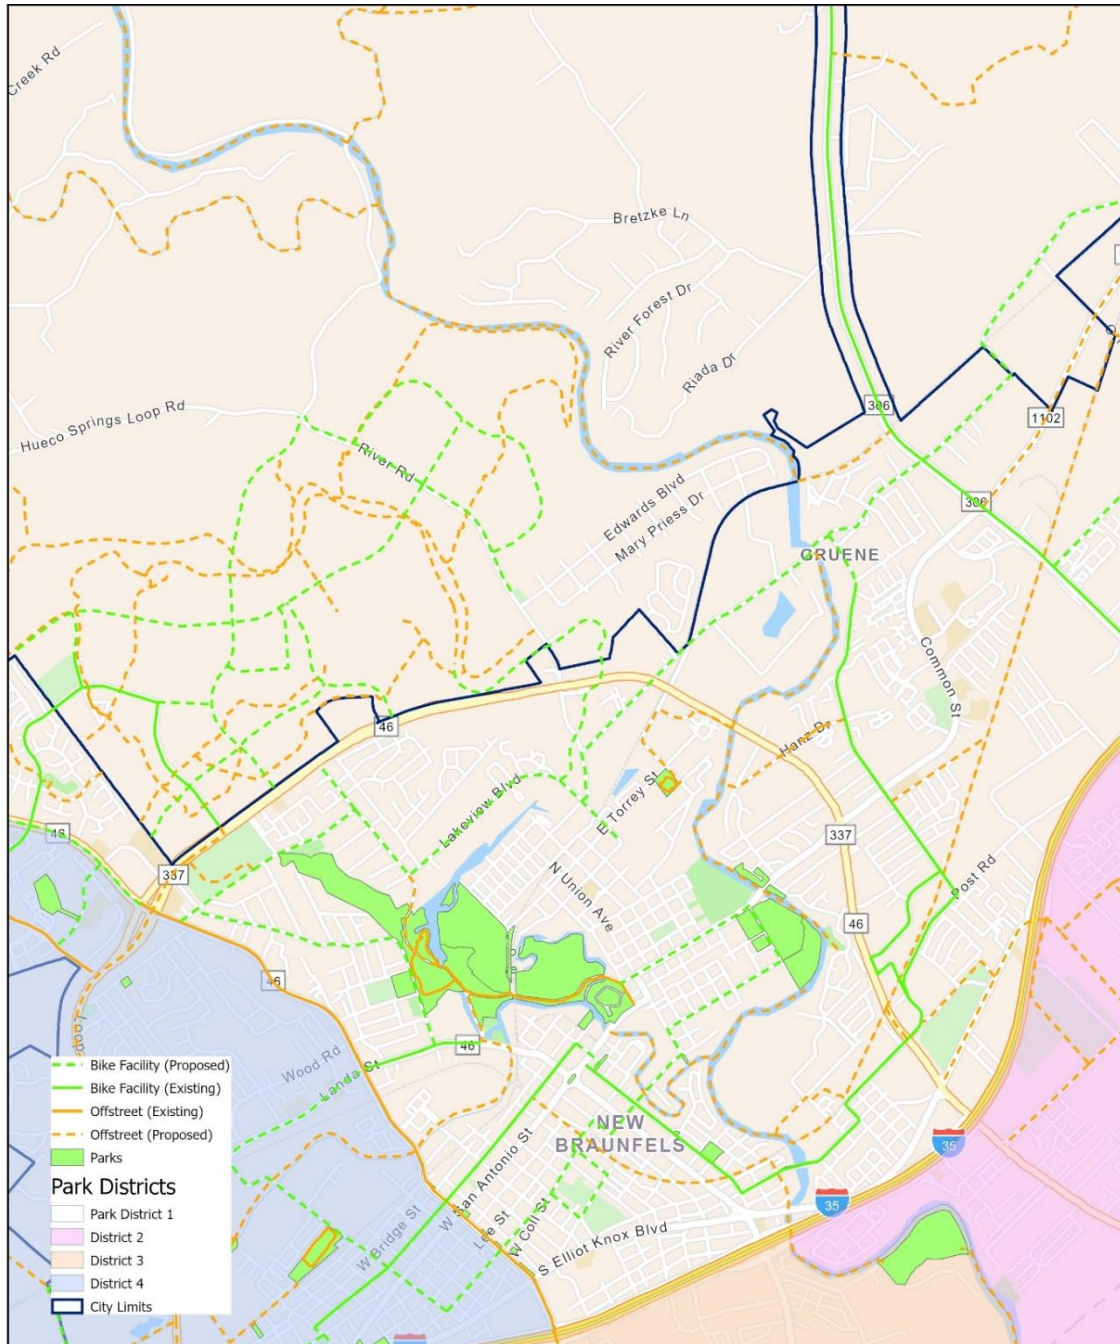 Creek Rd
Bretzke Ln
River Forest Dr
Riada Dr
306
Hueco Springs Loop Rd
1102
River Rd
Edwards Blvd
306
Mary Priess Dr
GRUENE
Common St
46
Hanz Dr
Lakeview Blvd
E Torrey St
46
337
337
N Union Ave
Post Rd
46
46
Loop
46
Wood Rd
Landa St
NEW
BRAUNFELS
35
35
W San Antonio St
W Bridge St
Lee St
W Coll St
S Elliot Knox Blvd
Bike Facility (Proposed)
Bike Facility (Existing)
Offstreet (Existing)
Offstreet (Proposed)
Parks
Park Districts
Park District 1
District 2
District 3
District 4
City Limits